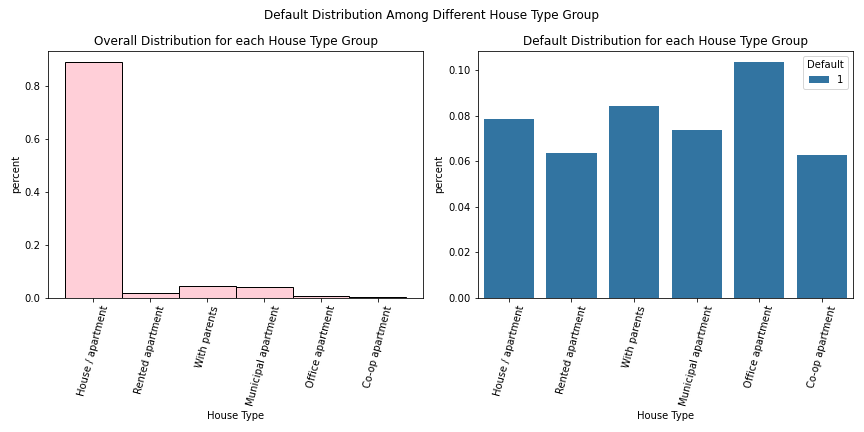 Default Distribution Among Different House Type Group
Overall Distribution for each House Type Group
percent
0.8
0.6
0.4
0.2
0.0
House / apartment
Rented apartment
With parents
Municipal apartment
Office apartment
Co-op apartment
House Type
Default Distribution for each House Type Group
Default
1
percent
0.10
0.08
0.06
0.04
0.02
0.00
House / apartment
Rented apartment
With parents
Municipal apartment
Office apartment
Co-op apartment
House Type